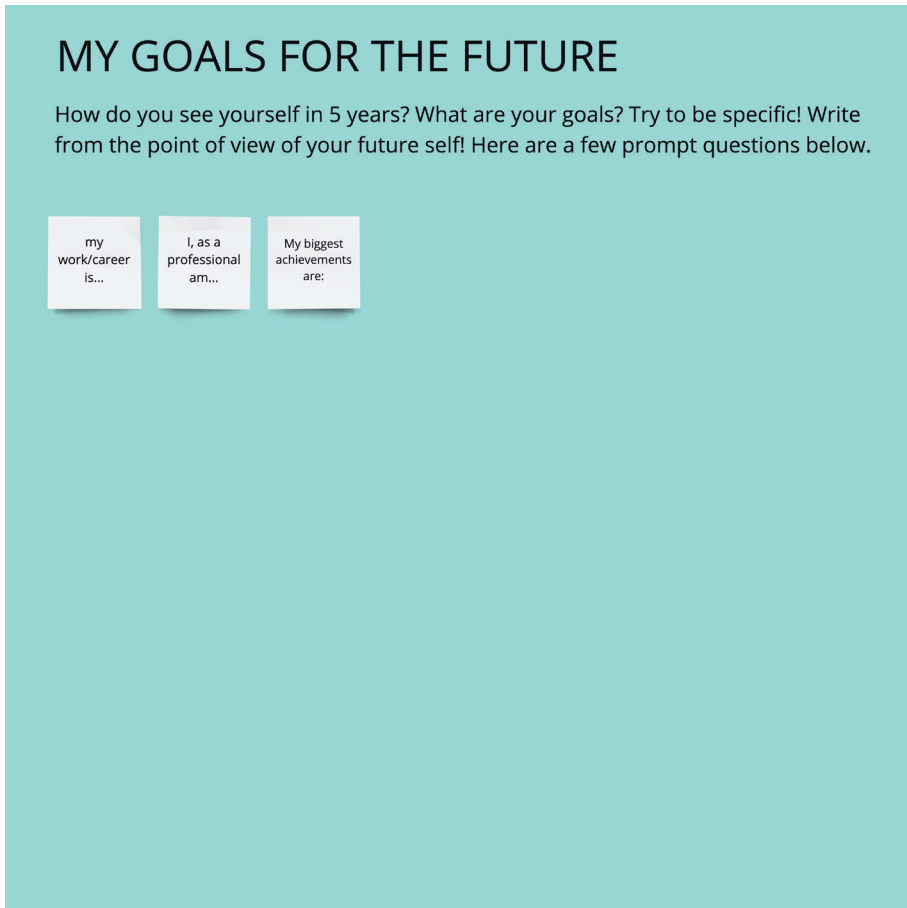 MY GOALS FOR THE FUTURE
How do you see yourself in 5 years? What are your goals? Try to be specific! Write
from the point of view of your future self! Here are a few prompt questions below.
my
work/career
is...
I, as a
professional
am...
My biggest
achievements
are: